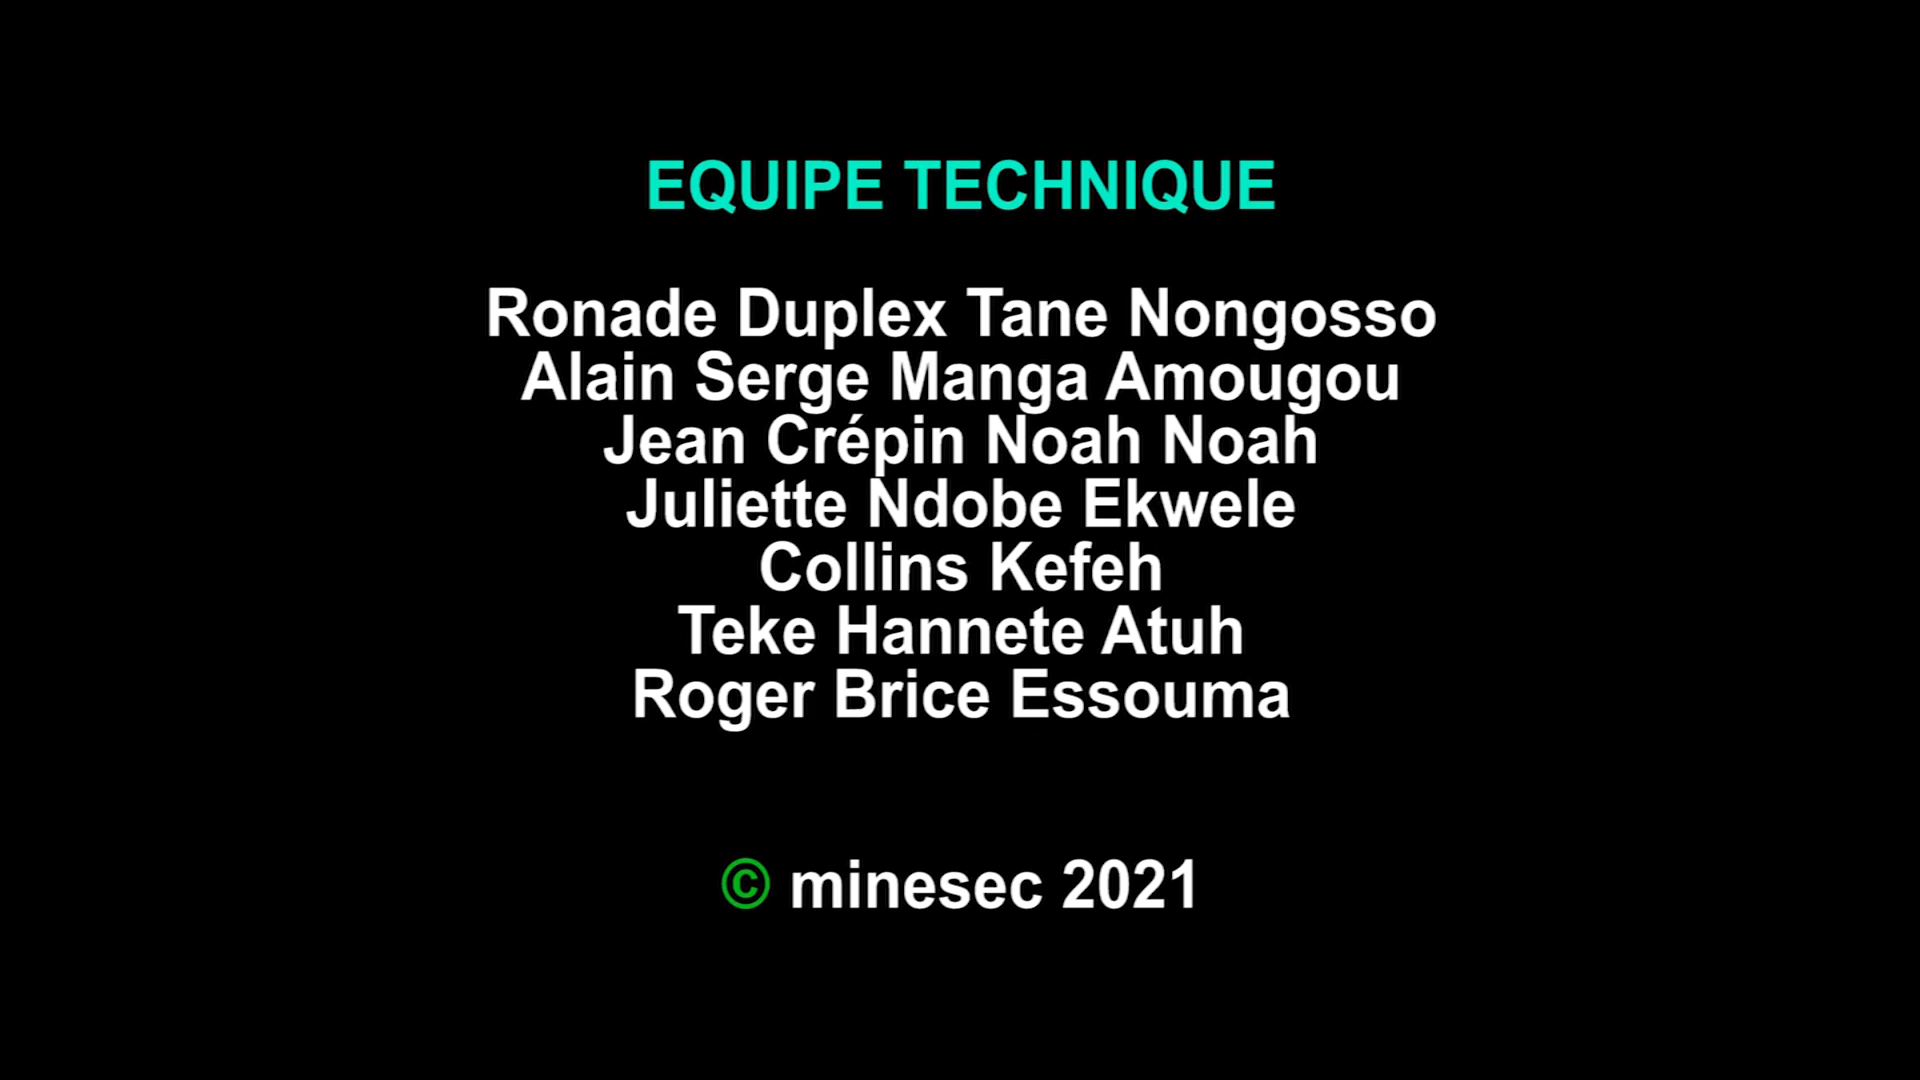 EQUIPE TECHNIQUE
Ronade Duplex Tane Nongosso
Alain Serge Manga Amougou
Jean Crépin Noah Noah
Juliette Ndobe Ekwele
Collins Kefeh
Teke Hannete Atuh
Roger Brice Essouma
© minesec 2021